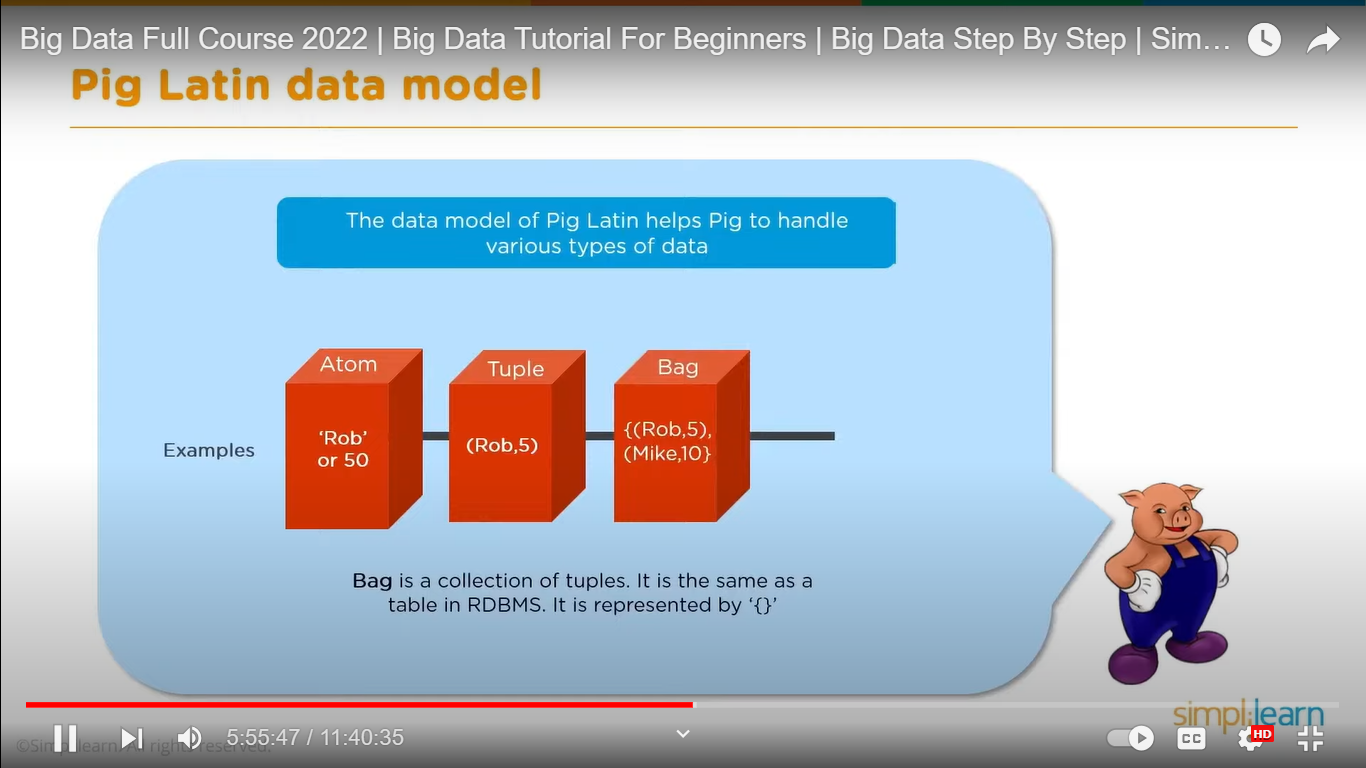 Big Data Full Course 2022 | Big Data Tutorial For Beginners | Big Data Step By Step | Sim...
Pig Latin data model
The data model of Pig Latin helps Pig to handle
various types of data
Atom
Tuple
Bag
Examples
‘Rob’
or 50
(Rob,5)
{(Rob,5),
(Mike,10}
Bag is a collection of tuples. It is the same as a
table in RDBMS. It is represented by ‘{}’
simplilearn
©Simplilearn. All rights reserved.
5:55:47 / 11:40:35
CC
HD